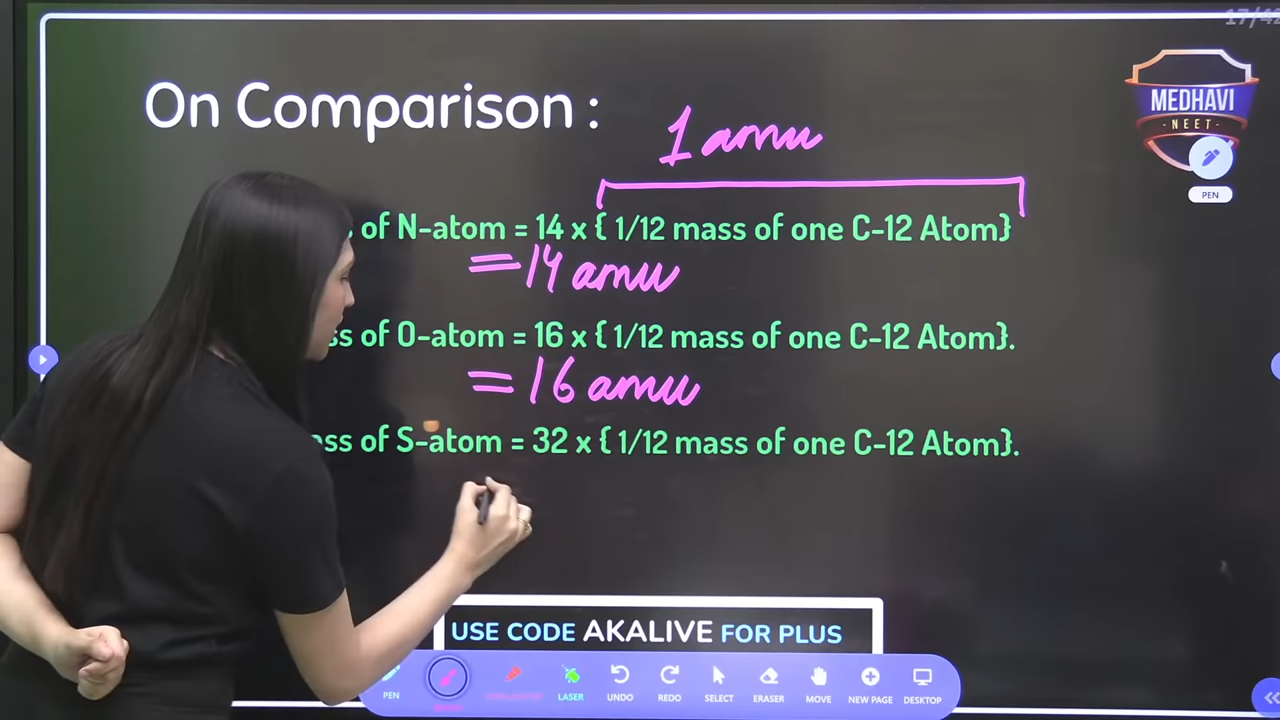 17/42
On Comparison :
MEDHAVI
-NEET-
1 amu
PEN
of N-atom = 14 x { 1/12 mass of one C-12 Atom}
= 14 amu
of O-atom = 16 x { 1/12 mass of one C-12 Atom}.
= 16 amu
of S-atom = 32 x { 1/12 mass of one C-12 Atom}.
USE CODE AKALIVE FOR PLUS
PEN LASER UNDO REDO SELECT ERASER MOVE NEW PAGE DESKTOP